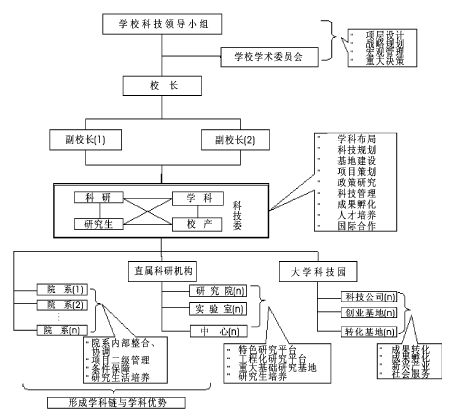 学校科技领导小组
学校学术委员会
" 顶层设计
" 战略规划
" 宏观管理
" 重大决策
校 长
副校长(1)
副校长(2)
" 学科布局
" 科技规划
" 基地建设
" 项目策划
" 政策研究
" 科技管理
" 成果孵化
" 人才培养
" 国际合作
科 研
学 科
研究生
校 产
科技委
直属科研机构
大学科技园
院 系(1)
院 系(2)
⋮
院 系(n)
研 究 院(n)
实 验 室(n)
中 心(n)
科技公司(n)
创业基地(n)
转化基地(n)
" 院系内部整合、
协调
" 项目二级管理
" 条件保障
" 研究生活培养
" 特色研究平台
" 工程化研究平台
" 重大基础研究基地
" 研究生培养
" 成果转化
" 成果孵化
" 新兴产业
" 社会服务
形成学科链与学科优势